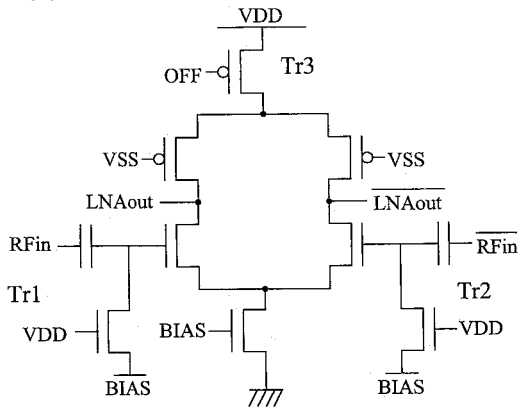 VDD
OFF Tr3
VSS VSS
LNAout LNAout
RFin RFin
Tr1 Tr2
VDD BIAS VDD
BIAS BIAS